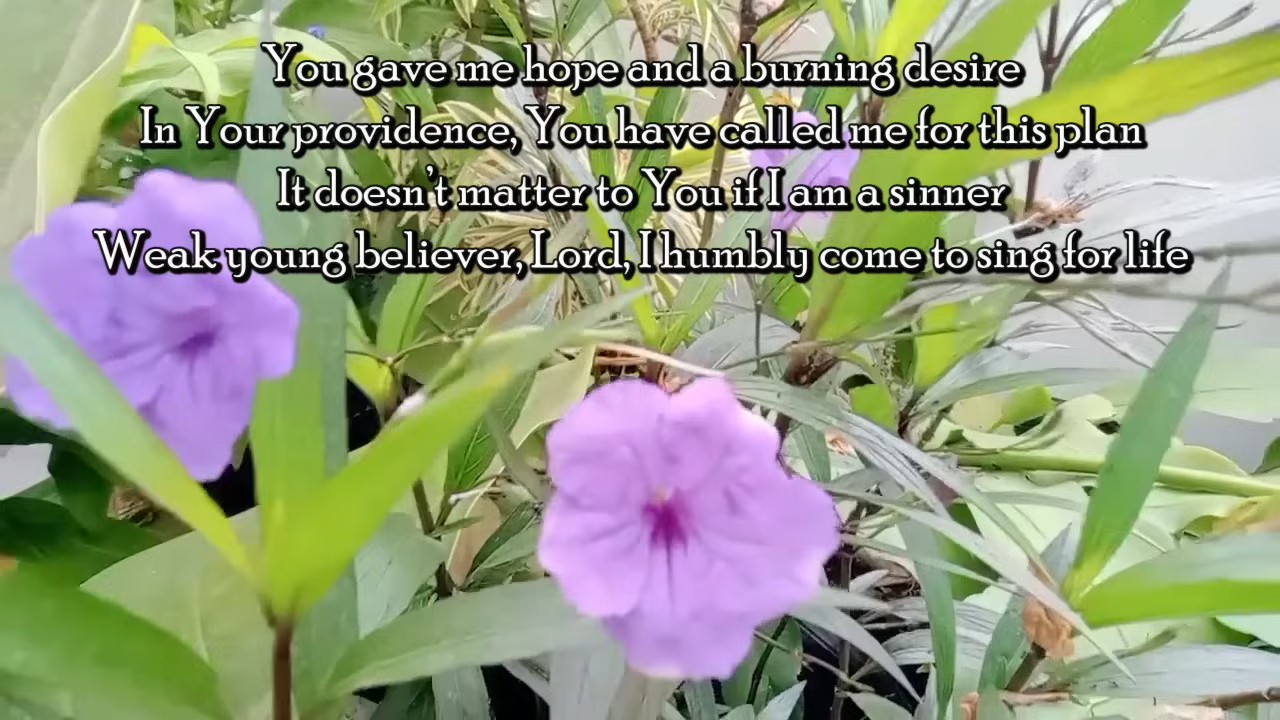 You gave me hope and a burning desire
In Your providence, You have called me for this plan
It doesn't matter to You if I am a sinner
Weak young believer, Lord, I humbly come to sing for life